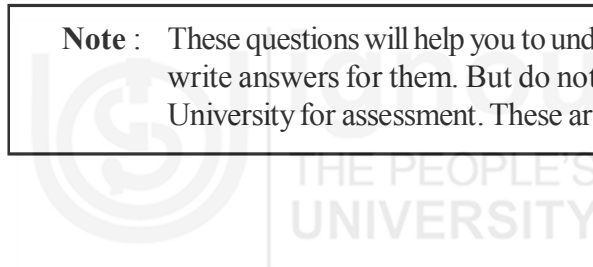 Note : These questions will help you to und
write answers for them. But do not
University for assessment. These ar
ignou
THE PEOPLE'S
UNIVERSITY